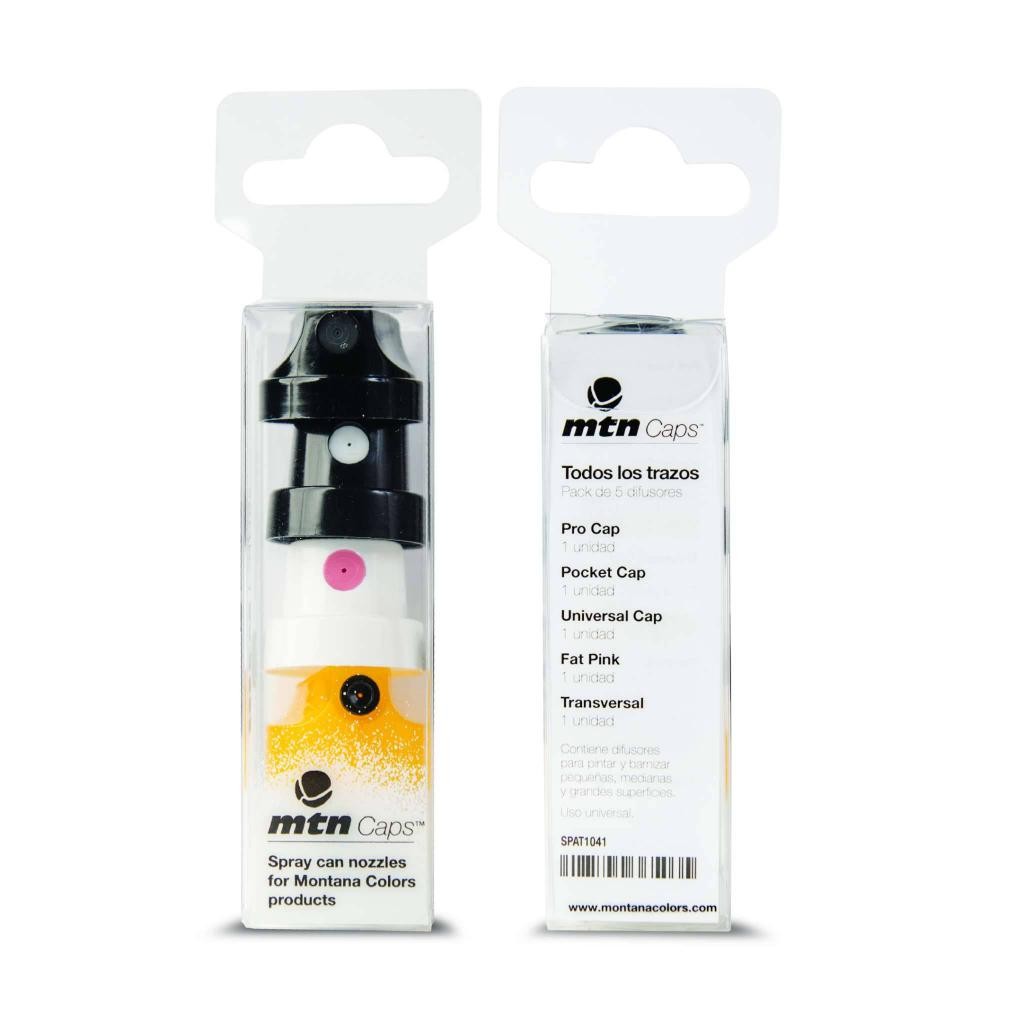 mtn Caps™
Spray can nozzles
for Montana Colors
products
mtn Caps™
Todos los trazos
Pack de 5 difusores
Pro Cap
1 unidad
Pocket Cap
1 unidad
Universal Cap
1 unidad
Fat Pink
1 unidad
Transversal
1 unidad
Contiene difusores
para pintar y barnizar
pequeñas, medianas
y grandes superficies.
Uso universal.
SPAT1041
www.montanacolors.com